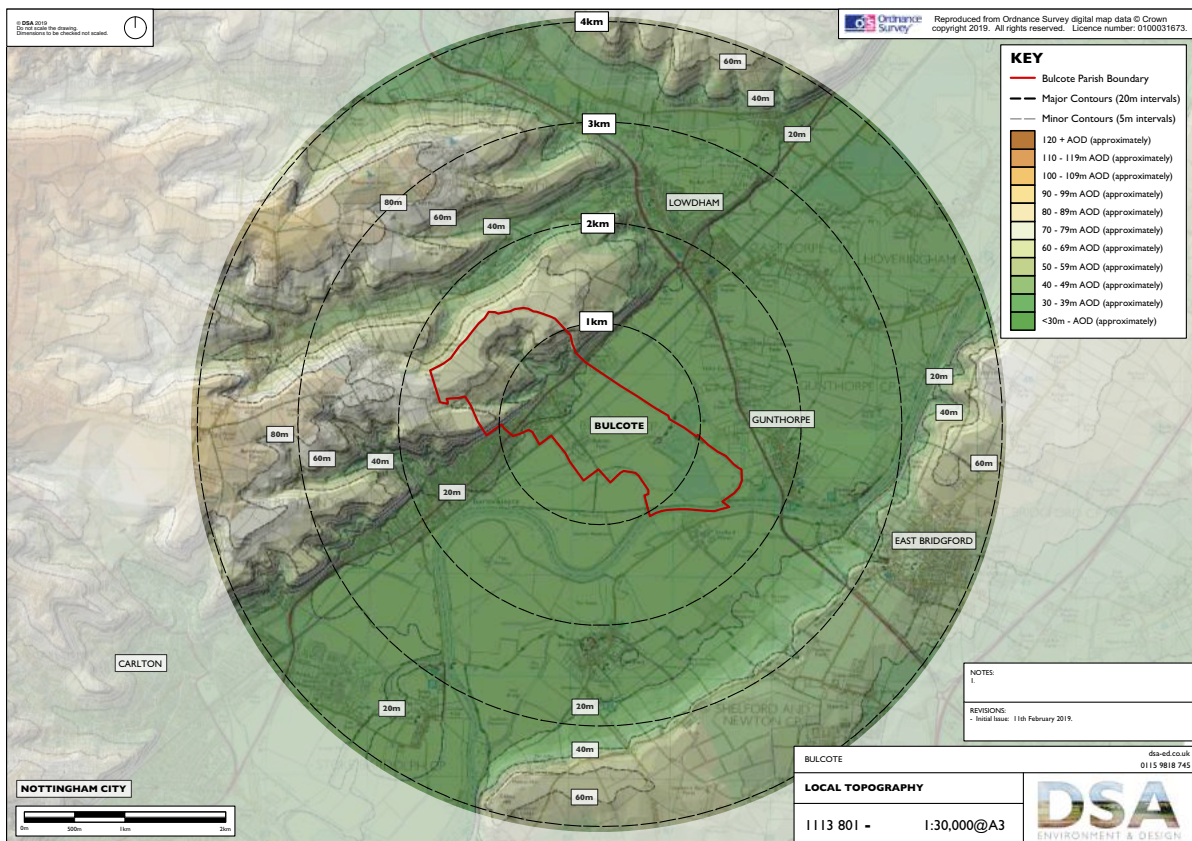 © DSA 2019
Do not scale the drawing.
Dimensions to be checked not scaled.
Ordnance
Survey
Reproduced from Ordnance Survey digital map data © Crown
copyright 2019. All rights reserved. Licence number: 0100031673.
KEY
Bulcote Parish Boundary
Major Contours (20m intervals)
Minor Contours (5m intervals)
120 + AOD (approximately)
110 - 119m AOD (approximately)
100 - 109m AOD (approximately)
90 - 99m AOD (approximately)
80 - 89m AOD (approximately)
70 - 79m AOD (approximately)
60 - 69m AOD (approximately)
50 - 59m AOD (approximately)
40 - 49m AOD (approximately)
30 - 39m AOD (approximately)
<30m - AOD (approximately)
4km
60m
40m
20m
3km
LOWDHAM
80m
60m
40m
2km
HOVERINGHAM
1km
20m
GUNTHORPE CP
40m
BULCOTE
GUNTHORPE
80m
60m
40m
60m
20m
EAST BRIDGFORD
CARLTON
20m
20m
SHELFORD AND
NEWTON CP
40m
60m
NOTTINGHAM CITY
0m
500m
1km
2km
NOTES:
1.
REVISIONS:
- Initial Issue: 11th February 2019.
BULCOTE
dsa-ed.co.uk
0115 9818 745
LOCAL TOPOGRAPHY
1113 801 -
1:30,000@A3
DSA
ENVIRONMENT & DESIGN